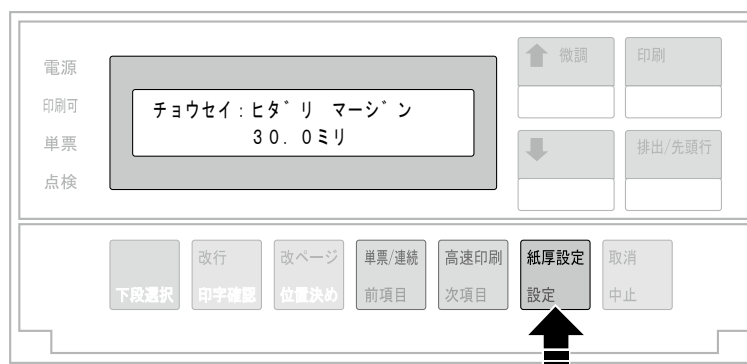 電源
印刷可
単票
点検
チョウセイ:ヒダリ マージン
30.0ミリ
微調
印刷
排出/先頭行
下段選択
改行
印字確認
改ページ
位置決め
単票/連続
前項目
高速印刷
次項目
紙厚設定
設定
取消
中止